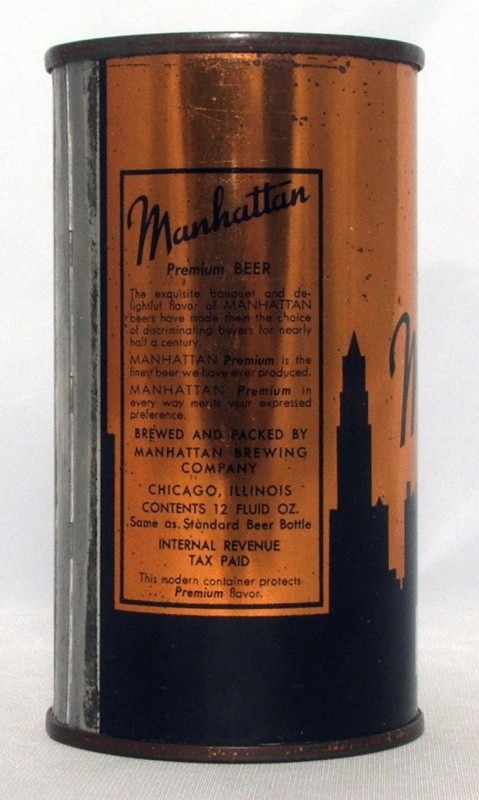 Manhattan
Premium BEER
The exquisite bouquet and de-
lightful flavor of MANHATTAN
beers have made them the choice
of discriminating buyers for nearly
half a century.
MANHATTAN Premium is the
finest beer we have ever produced.
MANHATTAN Premium in
every way merits your expressed
preference.
BREWED AND PACKED BY
MANHATTAN BREWING
COMPANY
CHICAGO, ILLINOIS
CONTENTS 12 FLUID OZ.
Same as Standard Beer Bottle
INTERNAL REVENUE
TAX PAID
This modern container protects
Premium flavor.
M